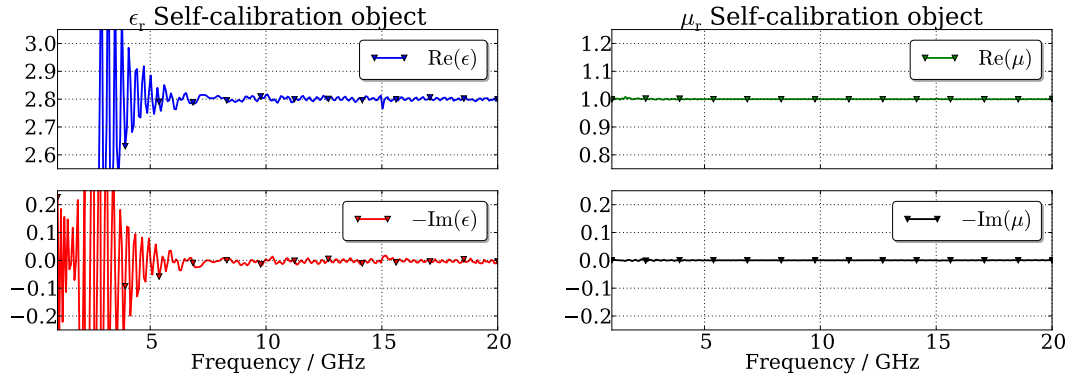 ϵr Self-calibration object
3.0
2.9
2.8
2.7
2.6
Re(ϵ)
0.2
0.1
0.0
−0.1
−0.2
−Im(ϵ)
5 10 15 20
Frequency / GHz
μr Self-calibration object
1.2
1.1
1.0
0.9
0.8
Re(μ)
0.2
0.1
0.0
−0.1
−0.2
−Im(μ)
5 10 15 20
Frequency / GHz